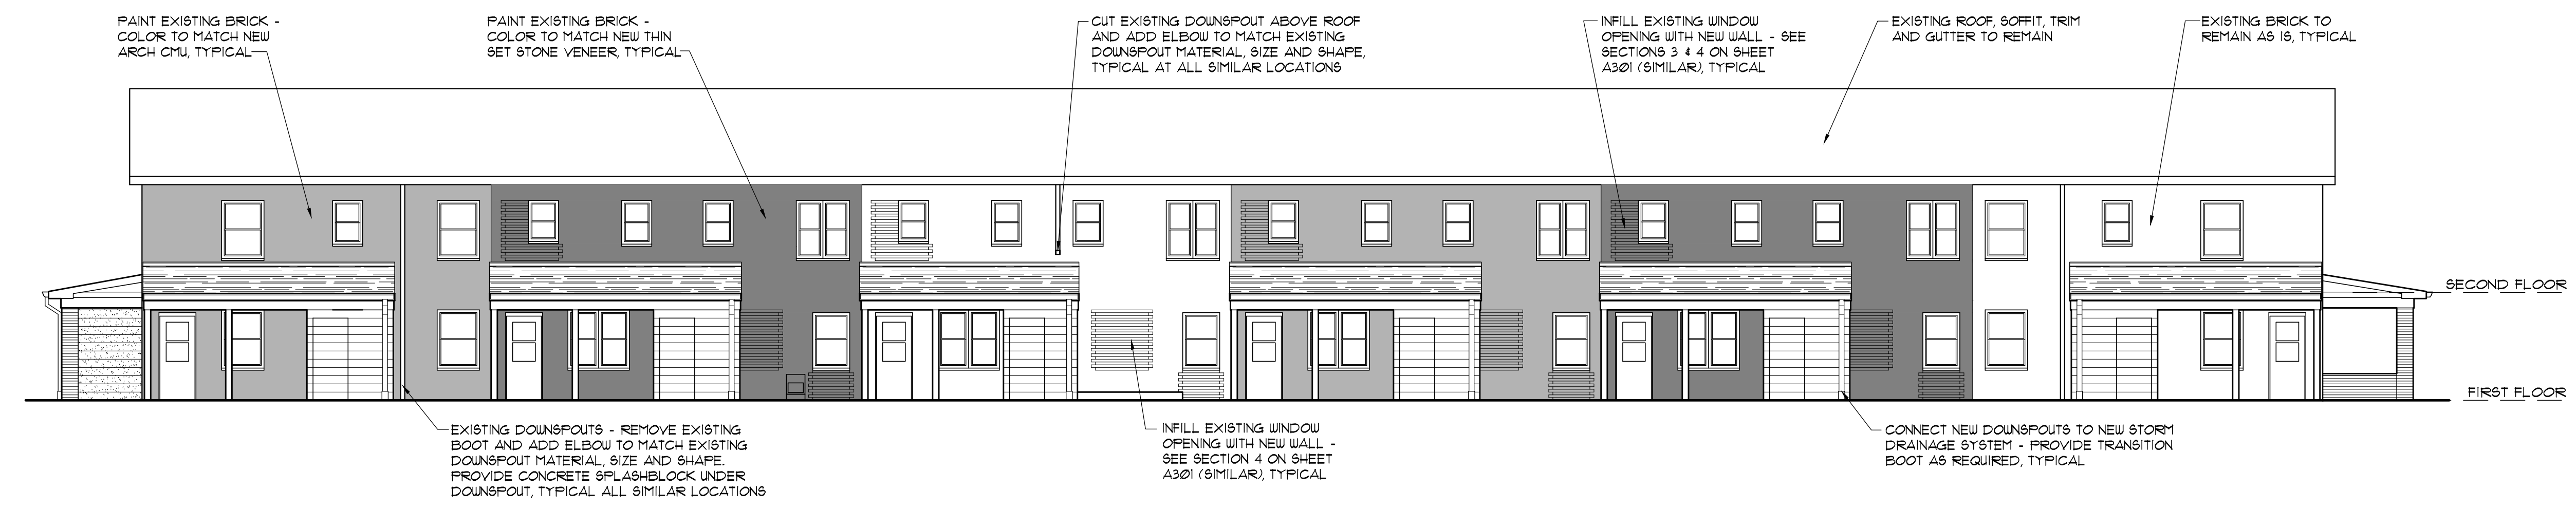 PAINT EXISTING BRICK -
COLOR TO MATCH NEW
ARCH CMU, TYPICAL
PAINT EXISTING BRICK -
COLOR TO MATCH NEW THIN
SET STONE VENEER, TYPICAL
CUT EXISTING DOWNSPOUT ABOVE ROOF
AND ADD ELBOW TO MATCH EXISTING
DOWNSPOUT MATERIAL, SIZE AND SHAPE,
TYPICAL AT ALL SIMILAR LOCATIONS
INFILL EXISTING WINDOW
OPENING WITH NEW WALL - SEE
SECTIONS 3 & 4 ON SHEET
A301 (SIMILAR), TYPICAL
EXISTING ROOF, SOFFIT, TRIM
AND GUTTER TO REMAIN
EXISTING BRICK TO
REMAIN AS IS, TYPICAL
SECOND FLOOR
FIRST FLOOR
EXISTING DOWNSPOUTS - REMOVE EXISTING
BOOT AND ADD ELBOW TO MATCH EXISTING
DOWNSPOUT MATERIAL, SIZE AND SHAPE.
PROVIDE CONCRETE SPLASHBLOCK UNDER
DOWNSPOUT, TYPICAL ALL SIMILAR LOCATIONS
INFILL EXISTING WINDOW
OPENING WITH NEW WALL -
SEE SECTION 4 ON SHEET
A301 (SIMILAR), TYPICAL
CONNECT NEW DOWNSPOUTS TO NEW STORM
DRAINAGE SYSTEM - PROVIDE TRANSITION
BOOT AS REQUIRED, TYPICAL